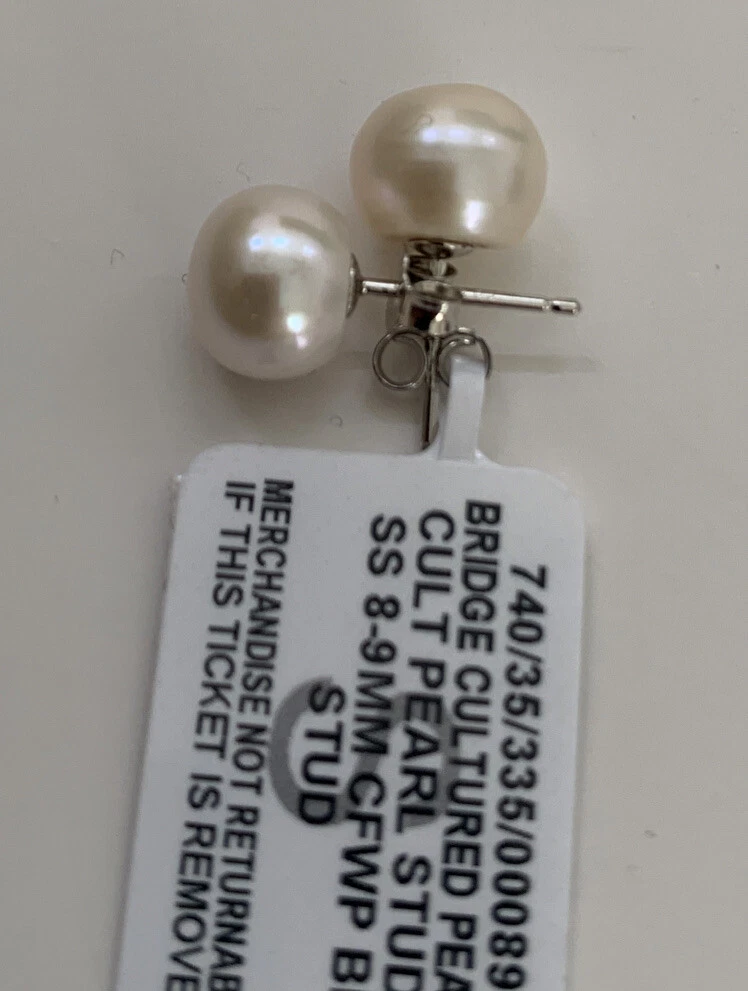 740/35/335/00089
BRIDGE CULTURED PEA
CULT PEARL STUD
SS 8-9MM CFWP B
STUD
MERCHANDISE NOT RETURNAB
IF THIS TICKET IS REMOVE